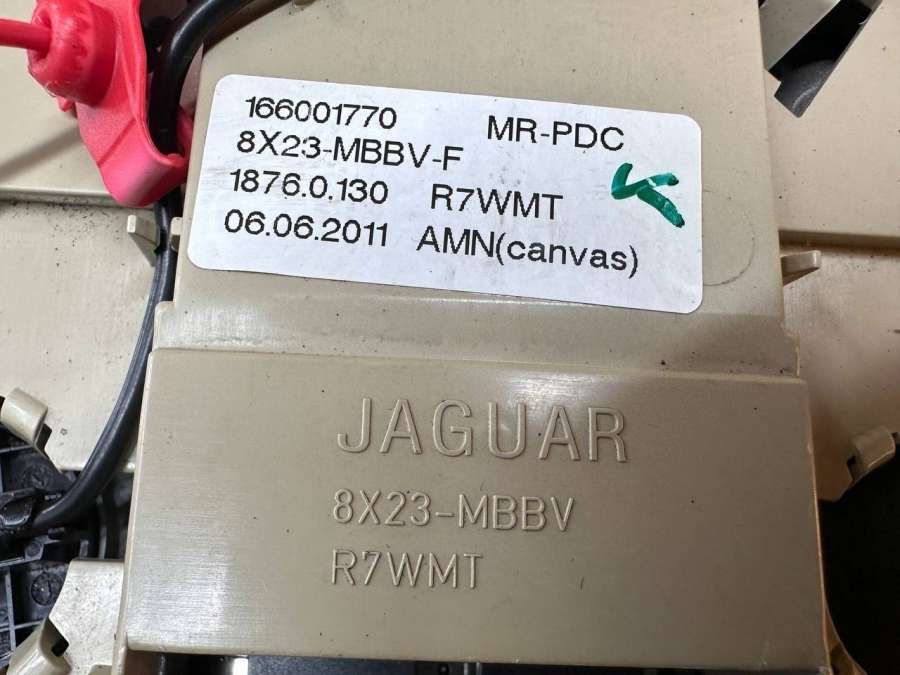 166001770 MR-PDC
8X23-MBBV-F
1876.0.130 R7WMT
06.06.2011 AMN(canvas)
JAGUAR
8X23-MBBV
R7WMT